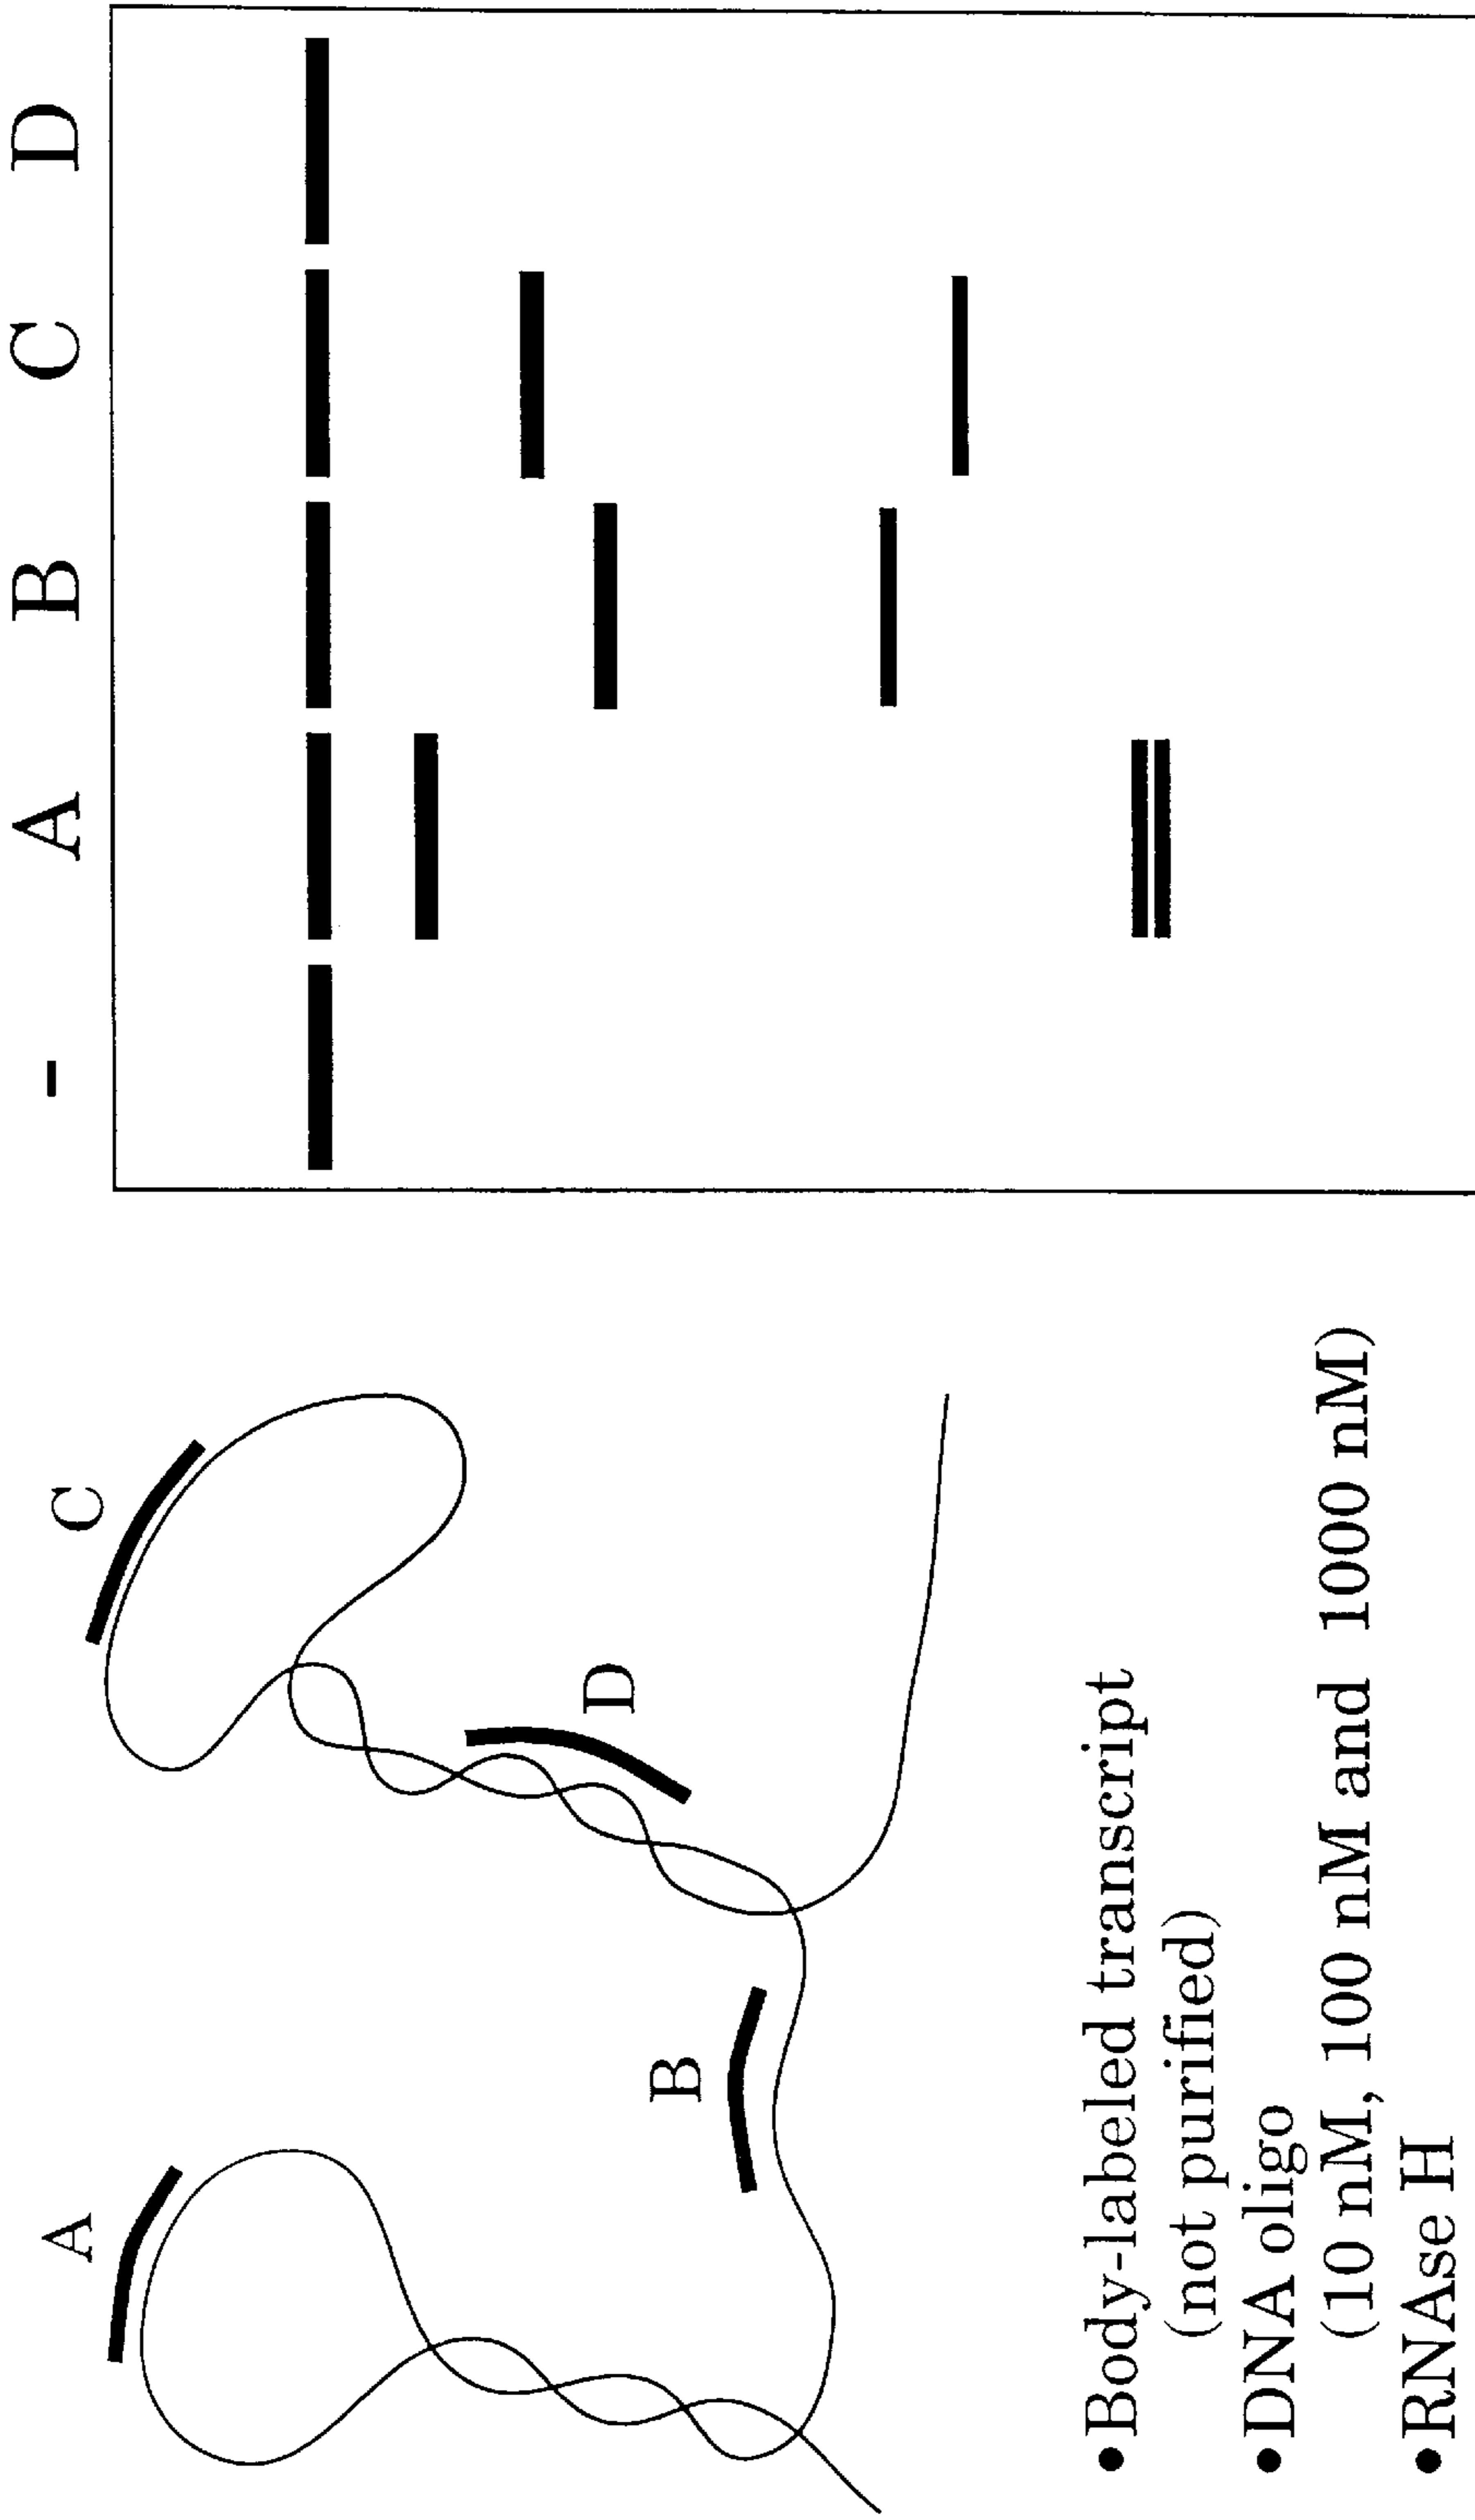 A
C
B
D
•Body-labeled transcript
(not purified)
•DNA oligo
(10 nM, 100 nM and 1000 nM)
•RNAse H
- A B C D